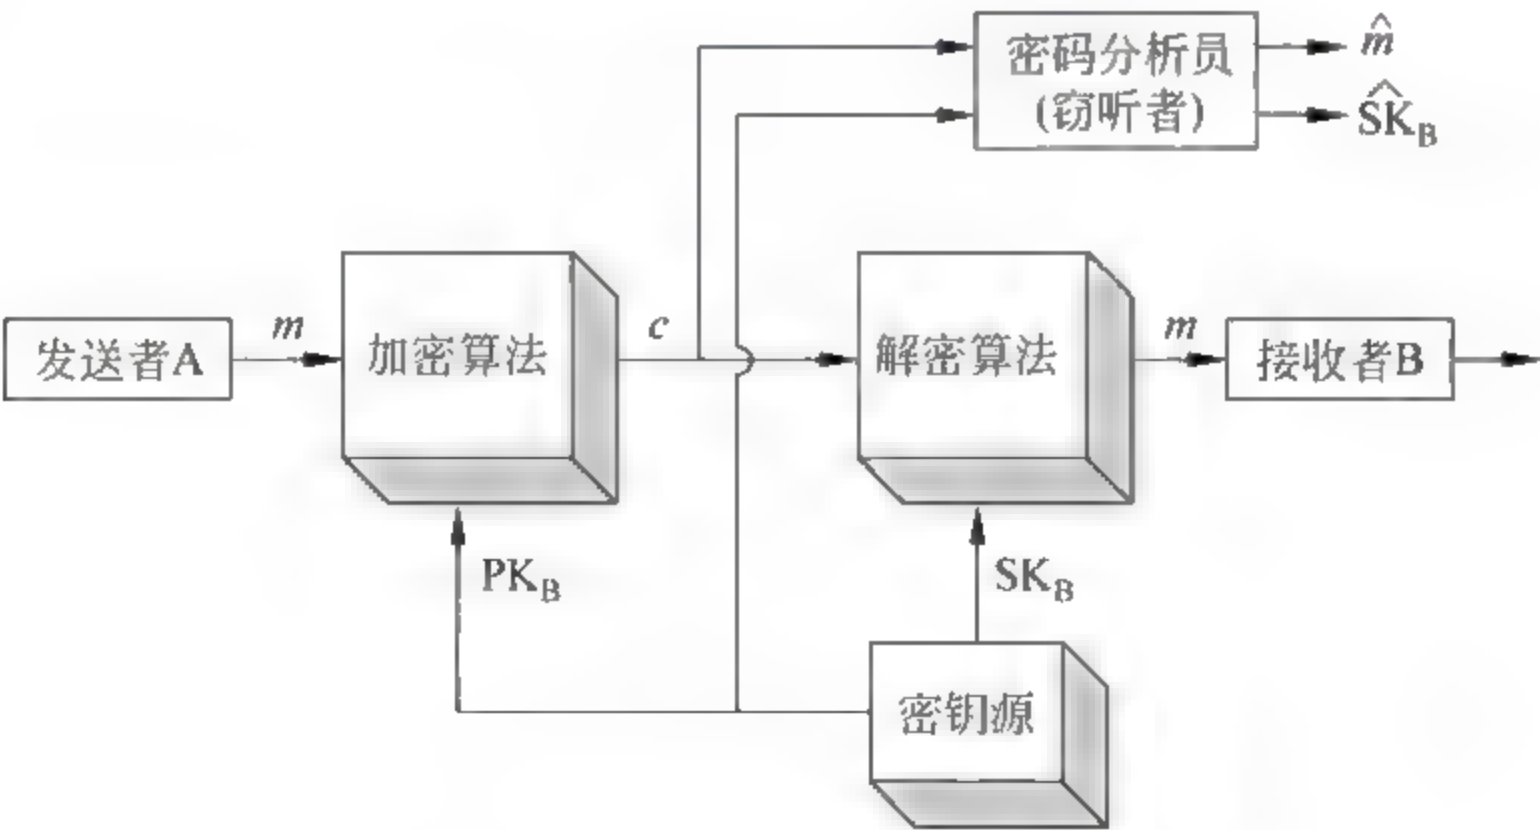 密码分析员
(窃听者)
m̂
ŜK_B
发送者A
m
加密算法
c
解密算法
m
接收者B
PK_B
SK_B
密钥源